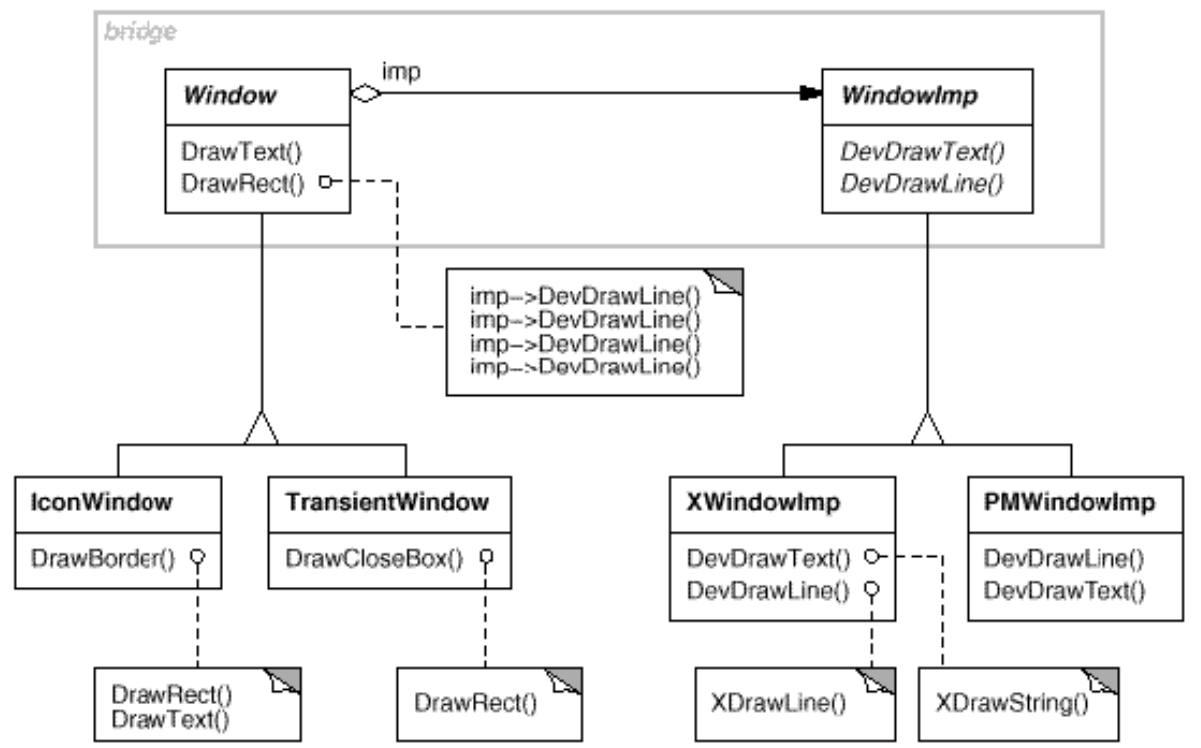 bridge
imp
Window
WindowImp
DrawText()
DrawRect()
DevDrawText()
DevDrawLine()
imp->DevDrawLine()
imp->DevDrawLine()
imp->DevDrawLine()
imp->DevDrawLine()
IconWindow
DrawBorder()
TransientWindow
DrawCloseBox()
XWindowImp
DevDrawText()
DevDrawLine()
PMWindowImp
DevDrawLine()
DevDrawText()
DrawRect()
DrawText()
DrawRect()
XDrawLine()
XDrawString()